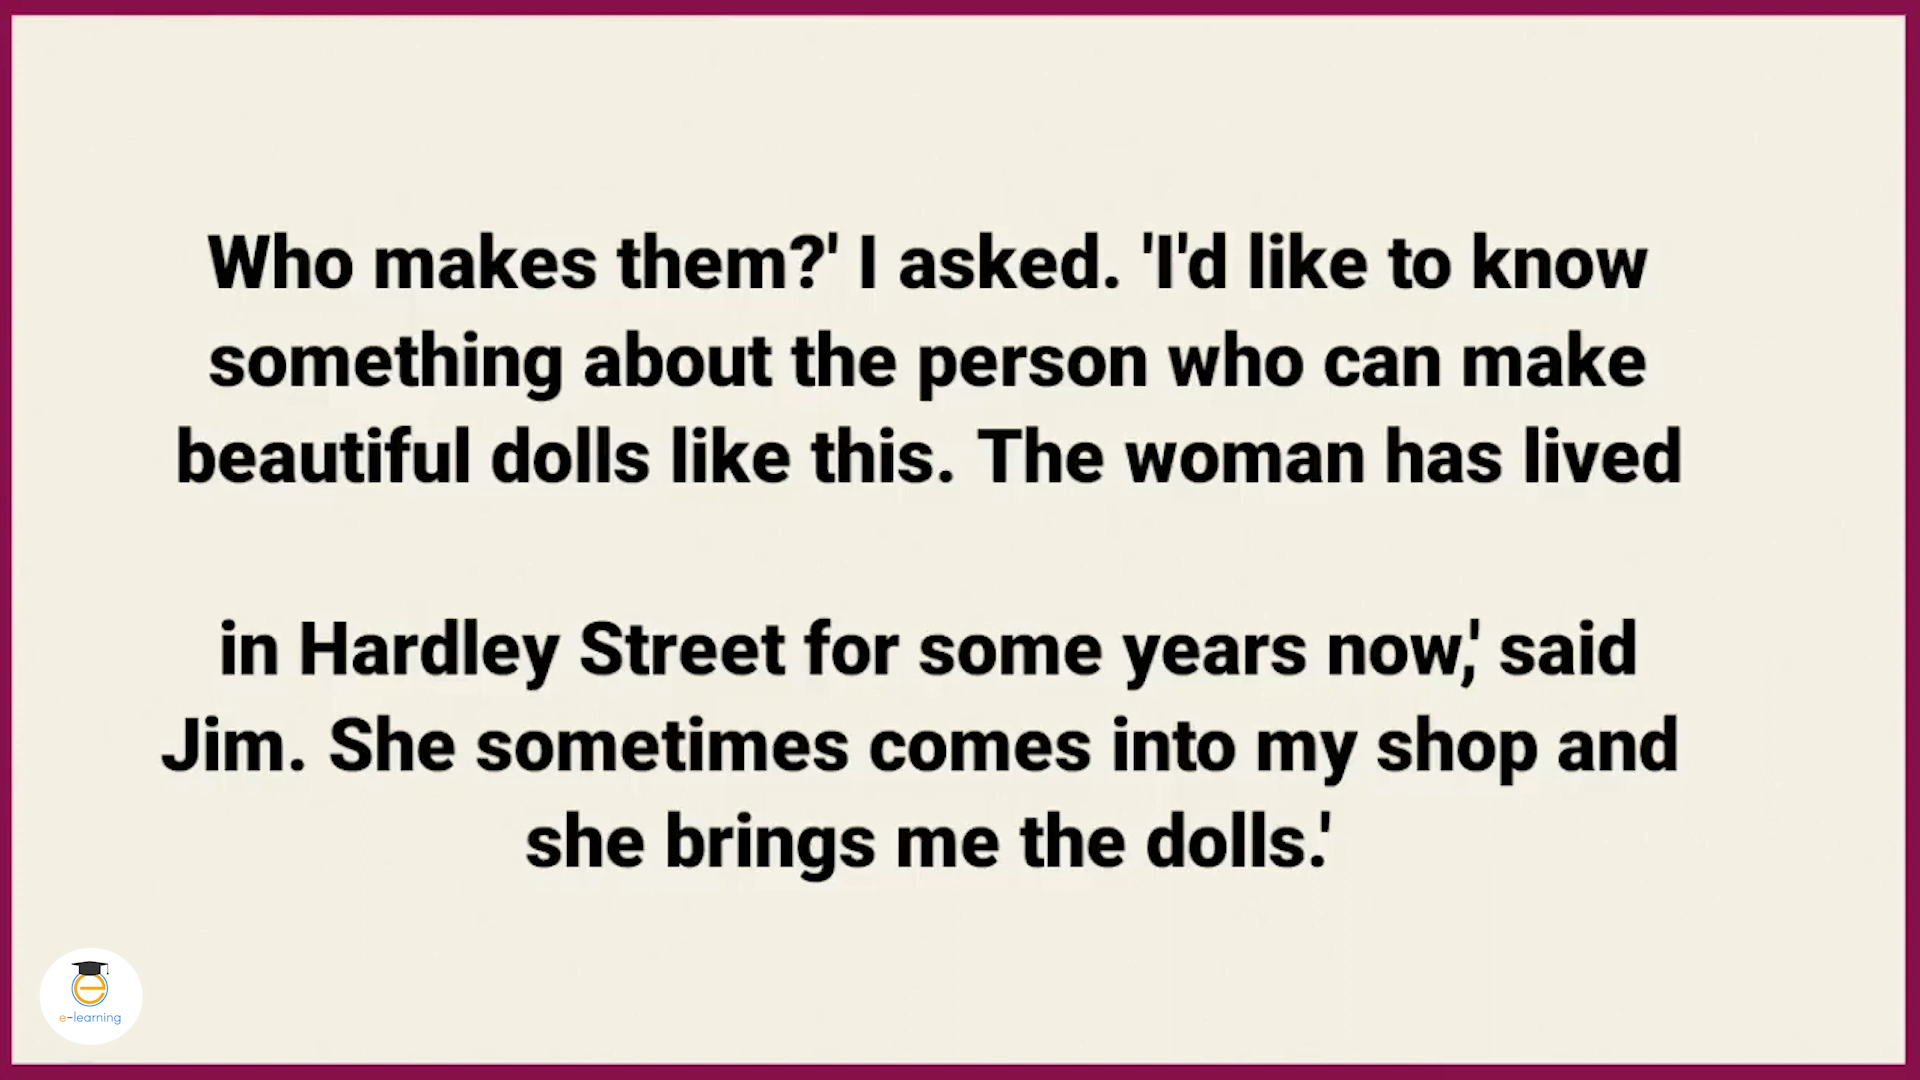 Who makes them?' I asked. 'I'd like to know
something about the person who can make
beautiful dolls like this. The woman has lived
in Hardley Street for some years now,' said
Jim. She sometimes comes into my shop and
she brings me the dolls.'
e-learning